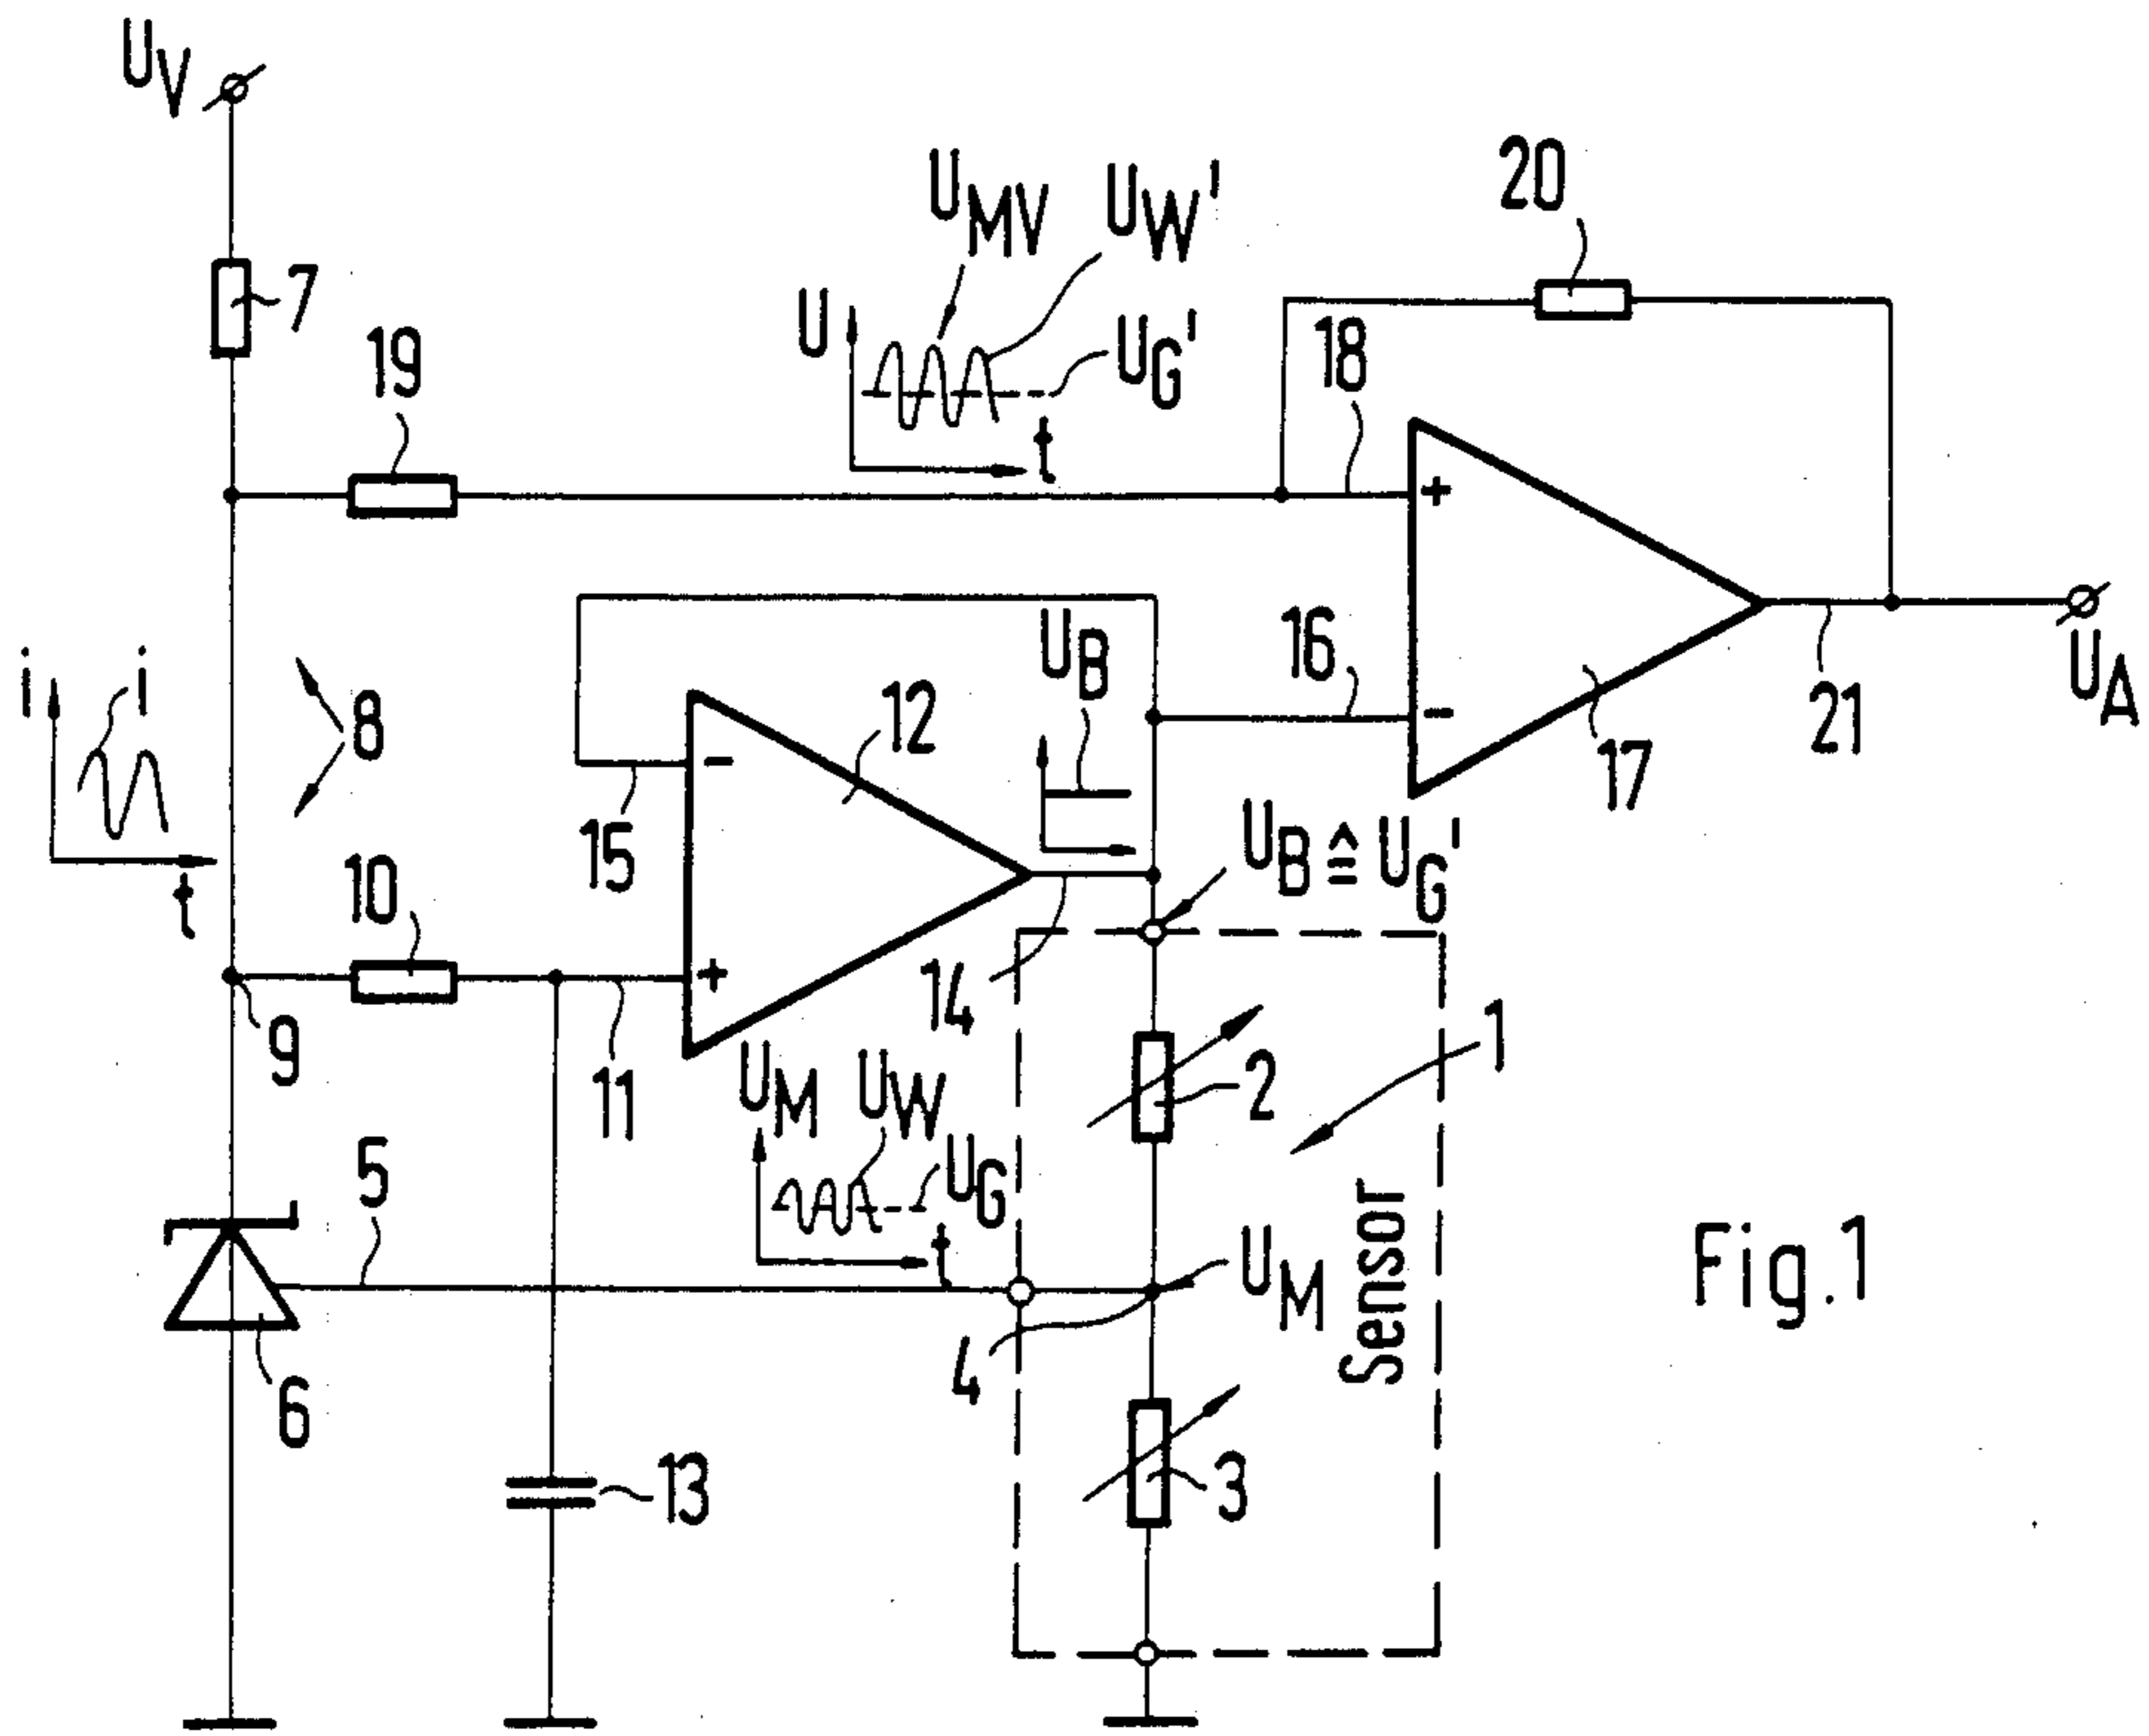 U_V
7
19
U_MV
U_W'
20
U
U_G'
18
t
+
i
i
8
U_B
16
-
17
21
U_A
12
-
15
U_B ≙ U_G'
t
10
+
14
9
11
1
2
U_M
U_W
U_G
5
t
U_M
Sensor
Fig.1
4
6
13
3